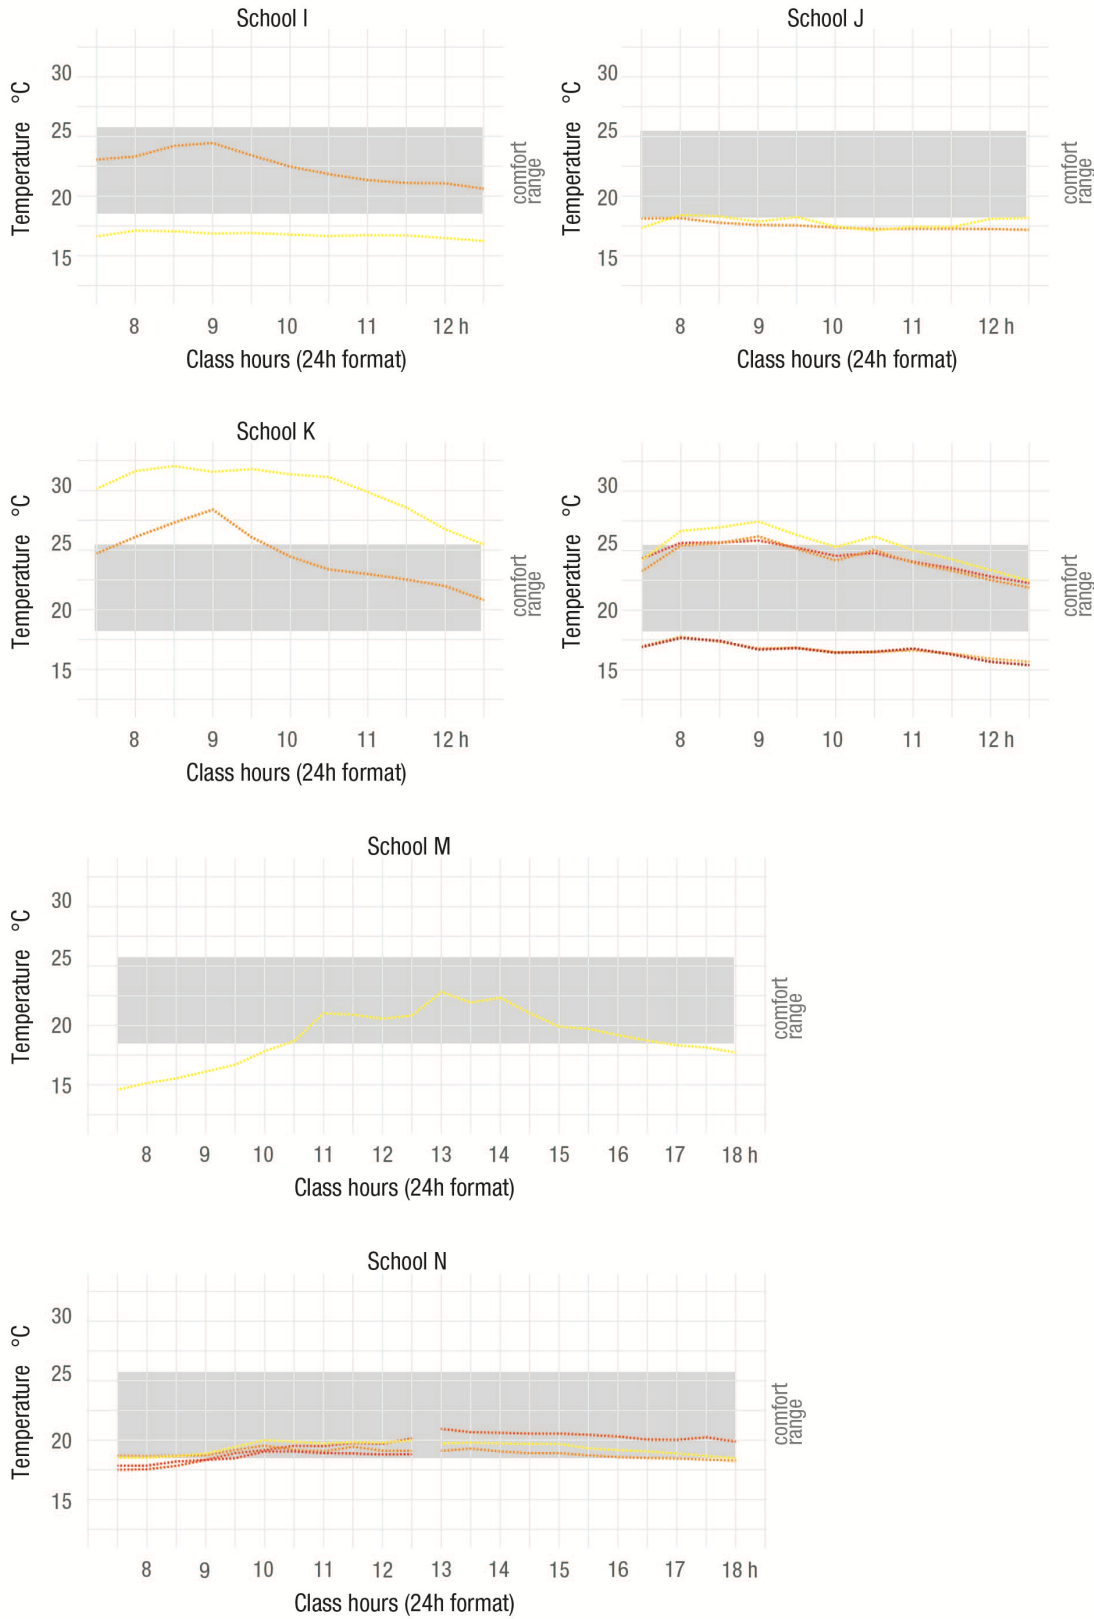 School I
Temperature °C
30
25
20
15
comfort
range
8 9 10 11 12 h
Class hours (24h format)
School J
Temperature °C
30
25
20
15
comfort
range
8 9 10 11 12 h
Class hours (24h format)
School K
Temperature °C
30
25
20
15
comfort
range
8 9 10 11 12 h
Class hours (24h format)
Temperature °C
30
25
20
15
comfort
range
8 9 10 11 12 h
School M
Temperature °C
30
25
20
15
comfort
range
8 9 10 11 12 13 14 15 16 17 18 h
Class hours (24h format)
School N
Temperature °C
30
25
20
15
comfort
range
8 9 10 11 12 13 14 15 16 17 18 h
Class hours (24h format)